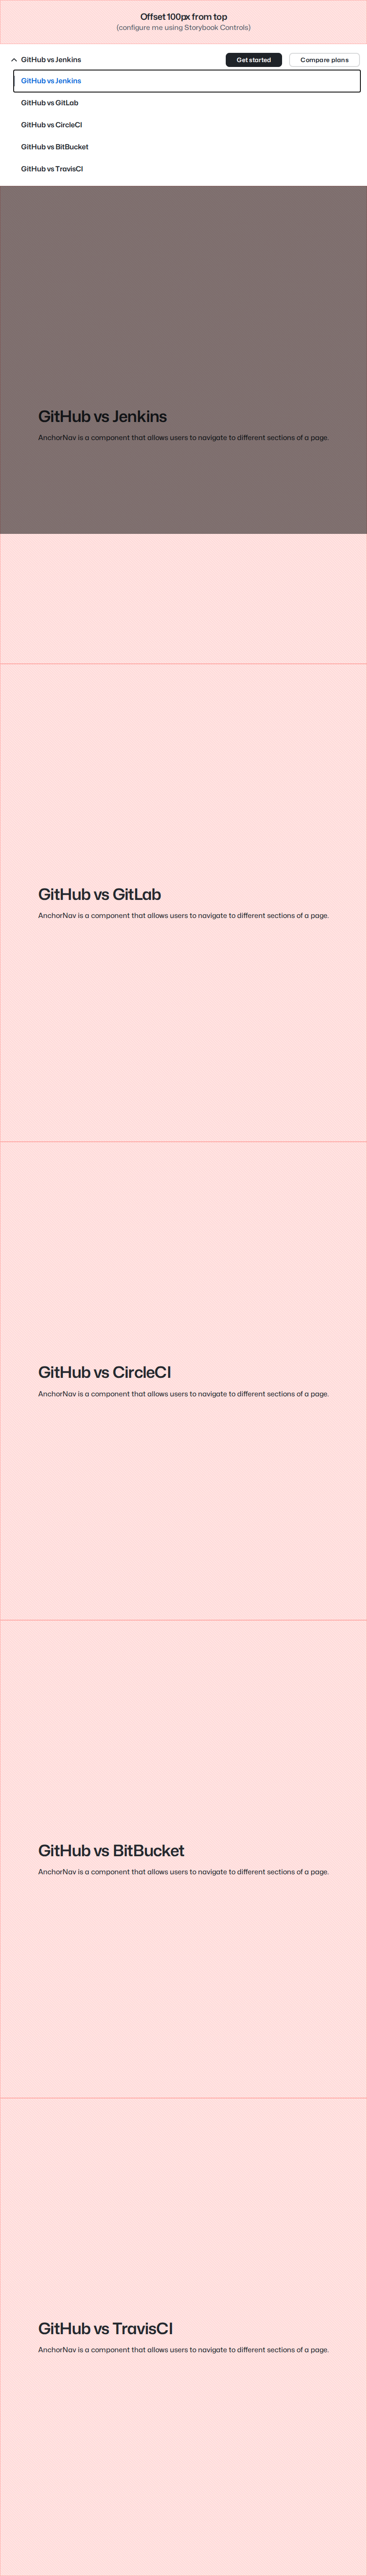 Offset 100px from top
(configure me using Storybook Controls)
GitHub vs Jenkins
Get started
Compare plans
GitHub vs Jenkins
GitHub vs GitLab
GitHub vs CircleCI
GitHub vs BitBucket
GitHub vs TravisCI
GitHub vs Jenkins
AnchorNav is a component that allows users to navigate to different sections of a page.
GitHub vs GitLab
AnchorNav is a component that allows users to navigate to different sections of a page.
GitHub vs CircleCI
AnchorNav is a component that allows users to navigate to different sections of a page.
GitHub vs BitBucket
AnchorNav is a component that allows users to navigate to different sections of a page.
GitHub vs TravisCI
AnchorNav is a component that allows users to navigate to different sections of a page.